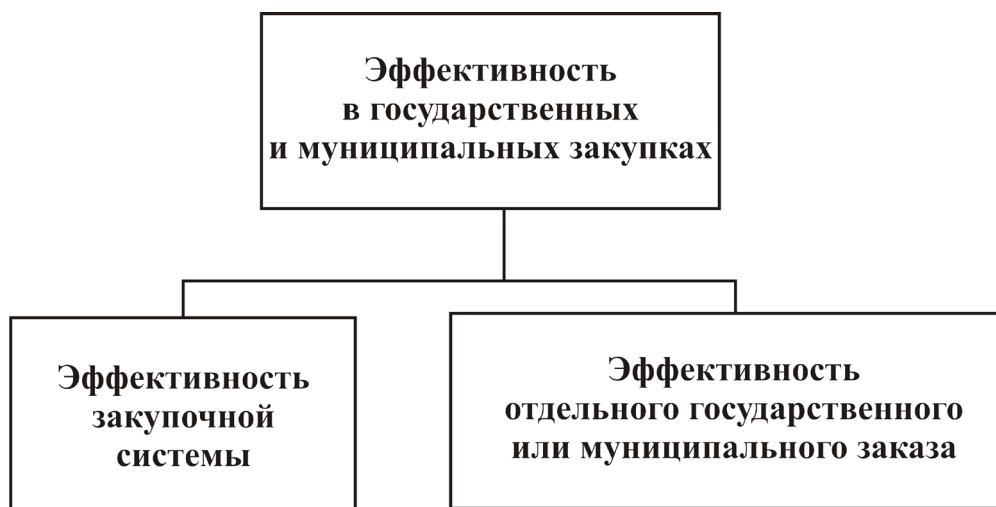 Эффективность
в государственных
и муниципальных закупках
Эффективность
закупочной
системы
Эффективность
отдельного государственного
или муниципального заказа